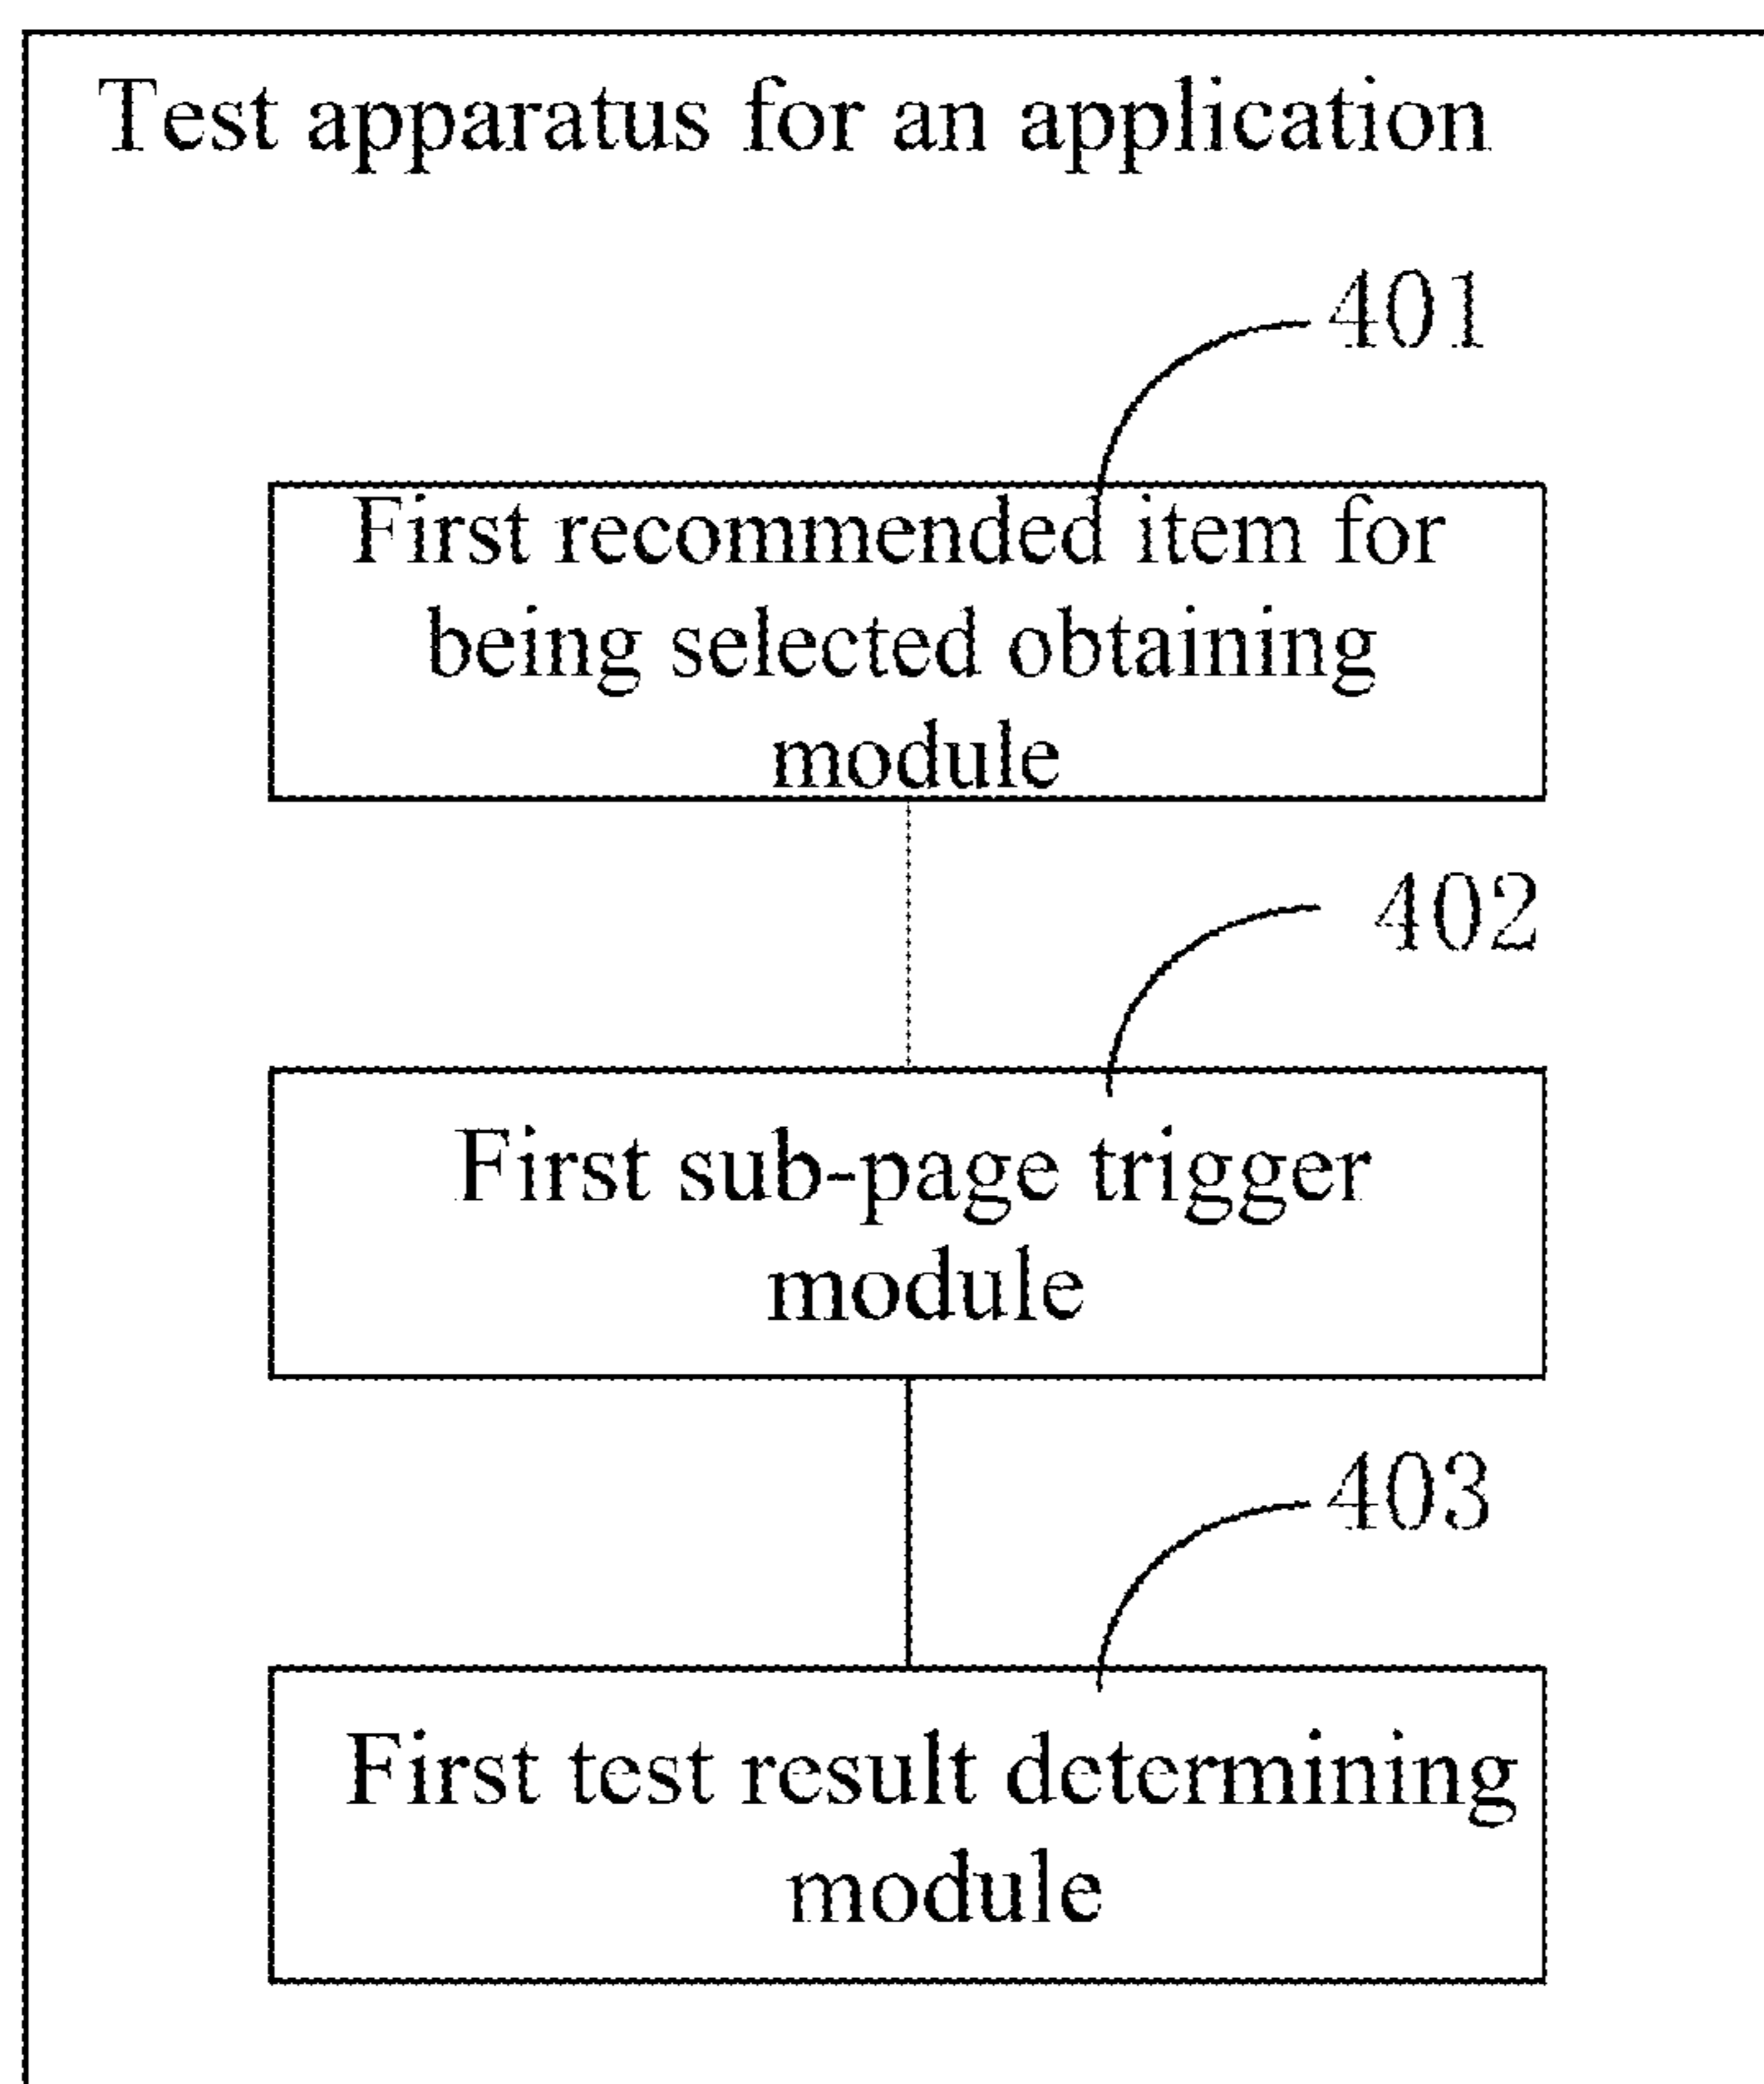 Test apparatus for an application
401
First recommended item for
being selected obtaining
module
402
First sub-page trigger
module
403
First test result determining
module